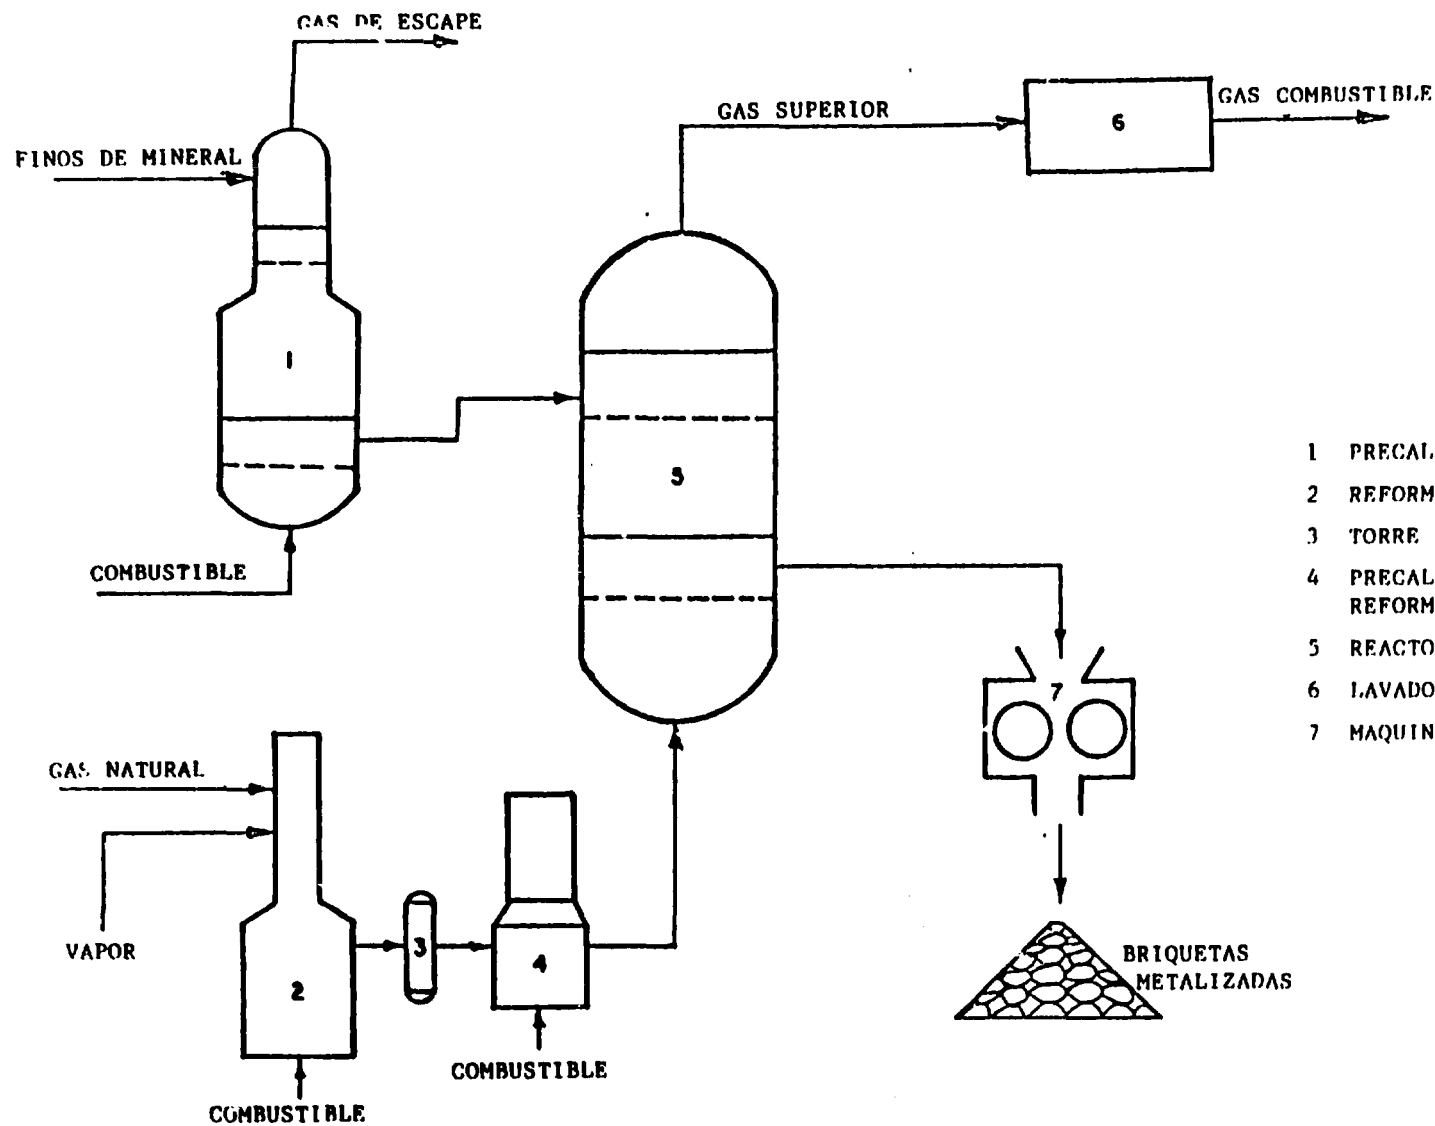 GAS DE ESCAPE
FINOS DE MINERAL
GAS SUPERIOR
6
GAS COMBUSTIBLE
1
5
COMBUSTIBLE
1 PRECAL
2 REFORM
3 TORRE
4 PRECAL
REFORM
5 REACTO
6 LAVADO
7 MAQUIN
7
GAS NATURAL
VAPOR
2
3
4
COMBUSTIBLE
COMBUSTIBLE
BRIQUETAS
METALIZADAS